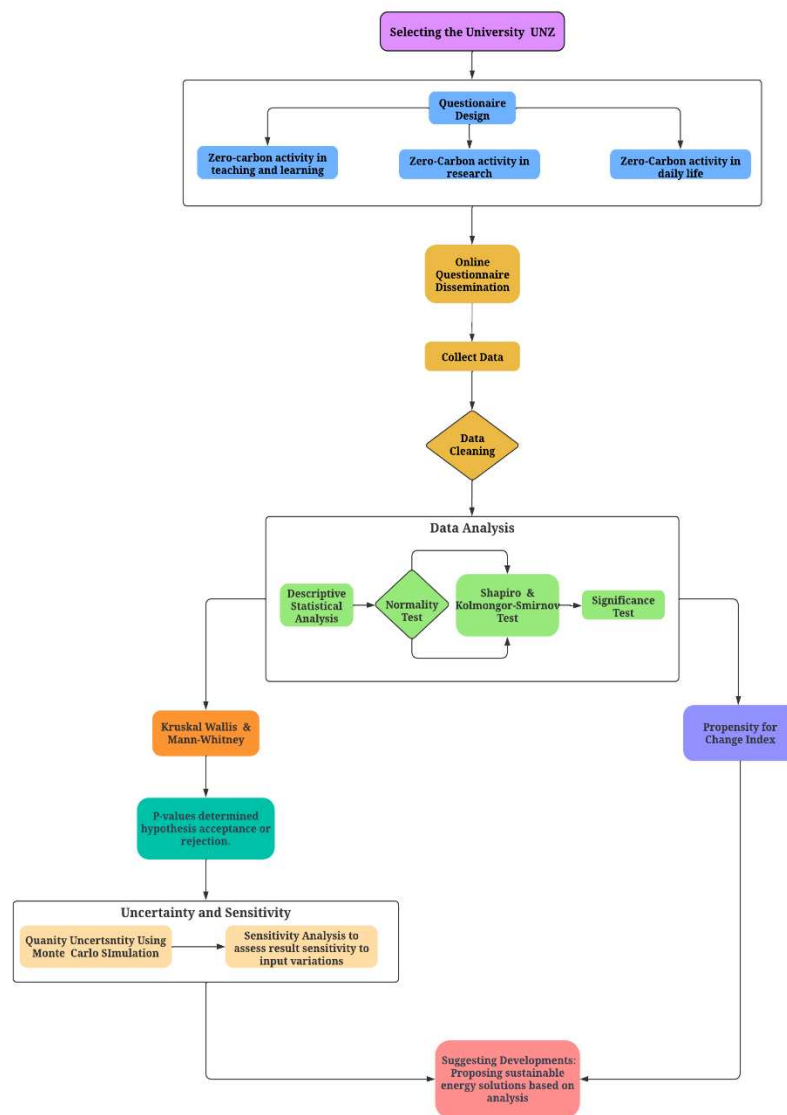 Selecting the University UNZ
Questionaire
Design
Zero-carbon activity in
teaching and learning
Zero-Carbon activity in
research
Zero-Carbon activity in
daily life
Online
Questionnaire
Dissemination
Collect Data
Data
Cleaning
Data Analysis
Descriptive
Statistical
Analysis
Normality
Test
Shapiro &
Kolmongor-Smirnov
Test
Significance
Test
Kruskal Wallis &
Mann-Whitney
Propensity for
Change Index
P-values determined
hypothesis acceptance or
rejection.
Uncertainty and Sensitivity
Quanity Uncertsntity Using
Monte Carlo SImulation
Sensitivity Analysis to
assess result sensitivity to
input variations
Suggesting Developments:
Proposing sustainable
energy solutions based on
analysis